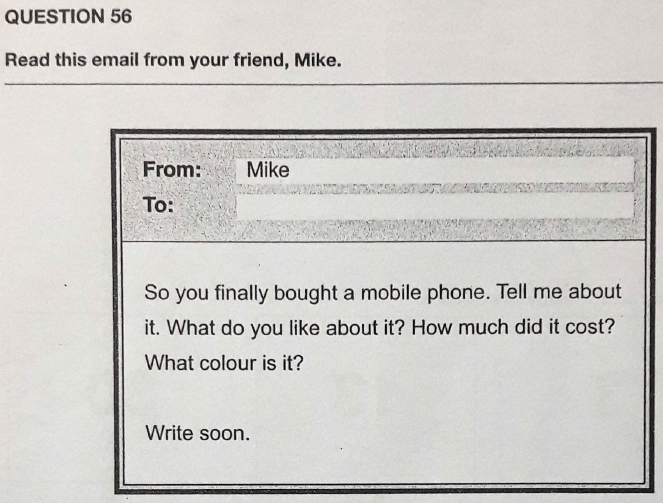 QUESTION 56
Read this email from your friend, Mike.
From: Mike
To:
So you finally bought a mobile phone. Tell me about
it. What do you like about it? How much did it cost?
What colour is it?
Write soon.